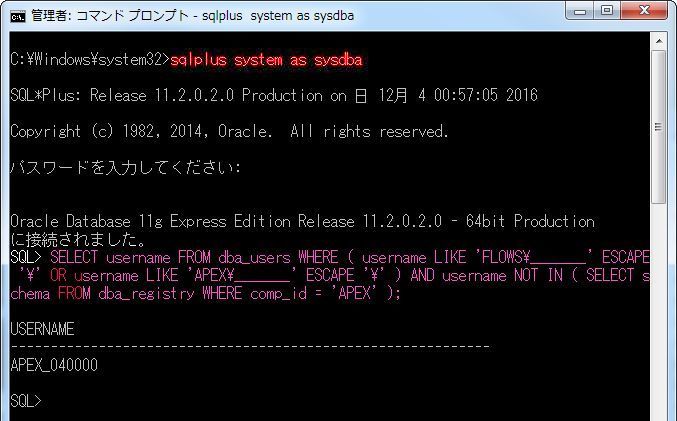 管理者: コマンド プロンプト - sqlplus  system as sysdba
C:¥Windows¥system32>sqlplus system as sysdba
SQL*Plus: Release 11.2.0.2.0 Production on 日 12月 4 00:57:05 2016
Copyright (c) 1982, 2014, Oracle.  All rights reserved.
パスワードを入力してください:
Oracle Database 11g Express Edition Release 11.2.0.2.0 - 64bit Production
に接続されました。
SQL> SELECT username FROM dba_users WHERE ( username LIKE 'FLOWS¥_______' ESCAPE
'¥' OR username LIKE 'APEX¥_______' ESCAPE '¥' ) AND username NOT IN ( SELECT s
chema FROM dba_registry WHERE comp_id = 'APEX' );
USERNAME
------------------------------------------------------------
APEX_040000
SQL>